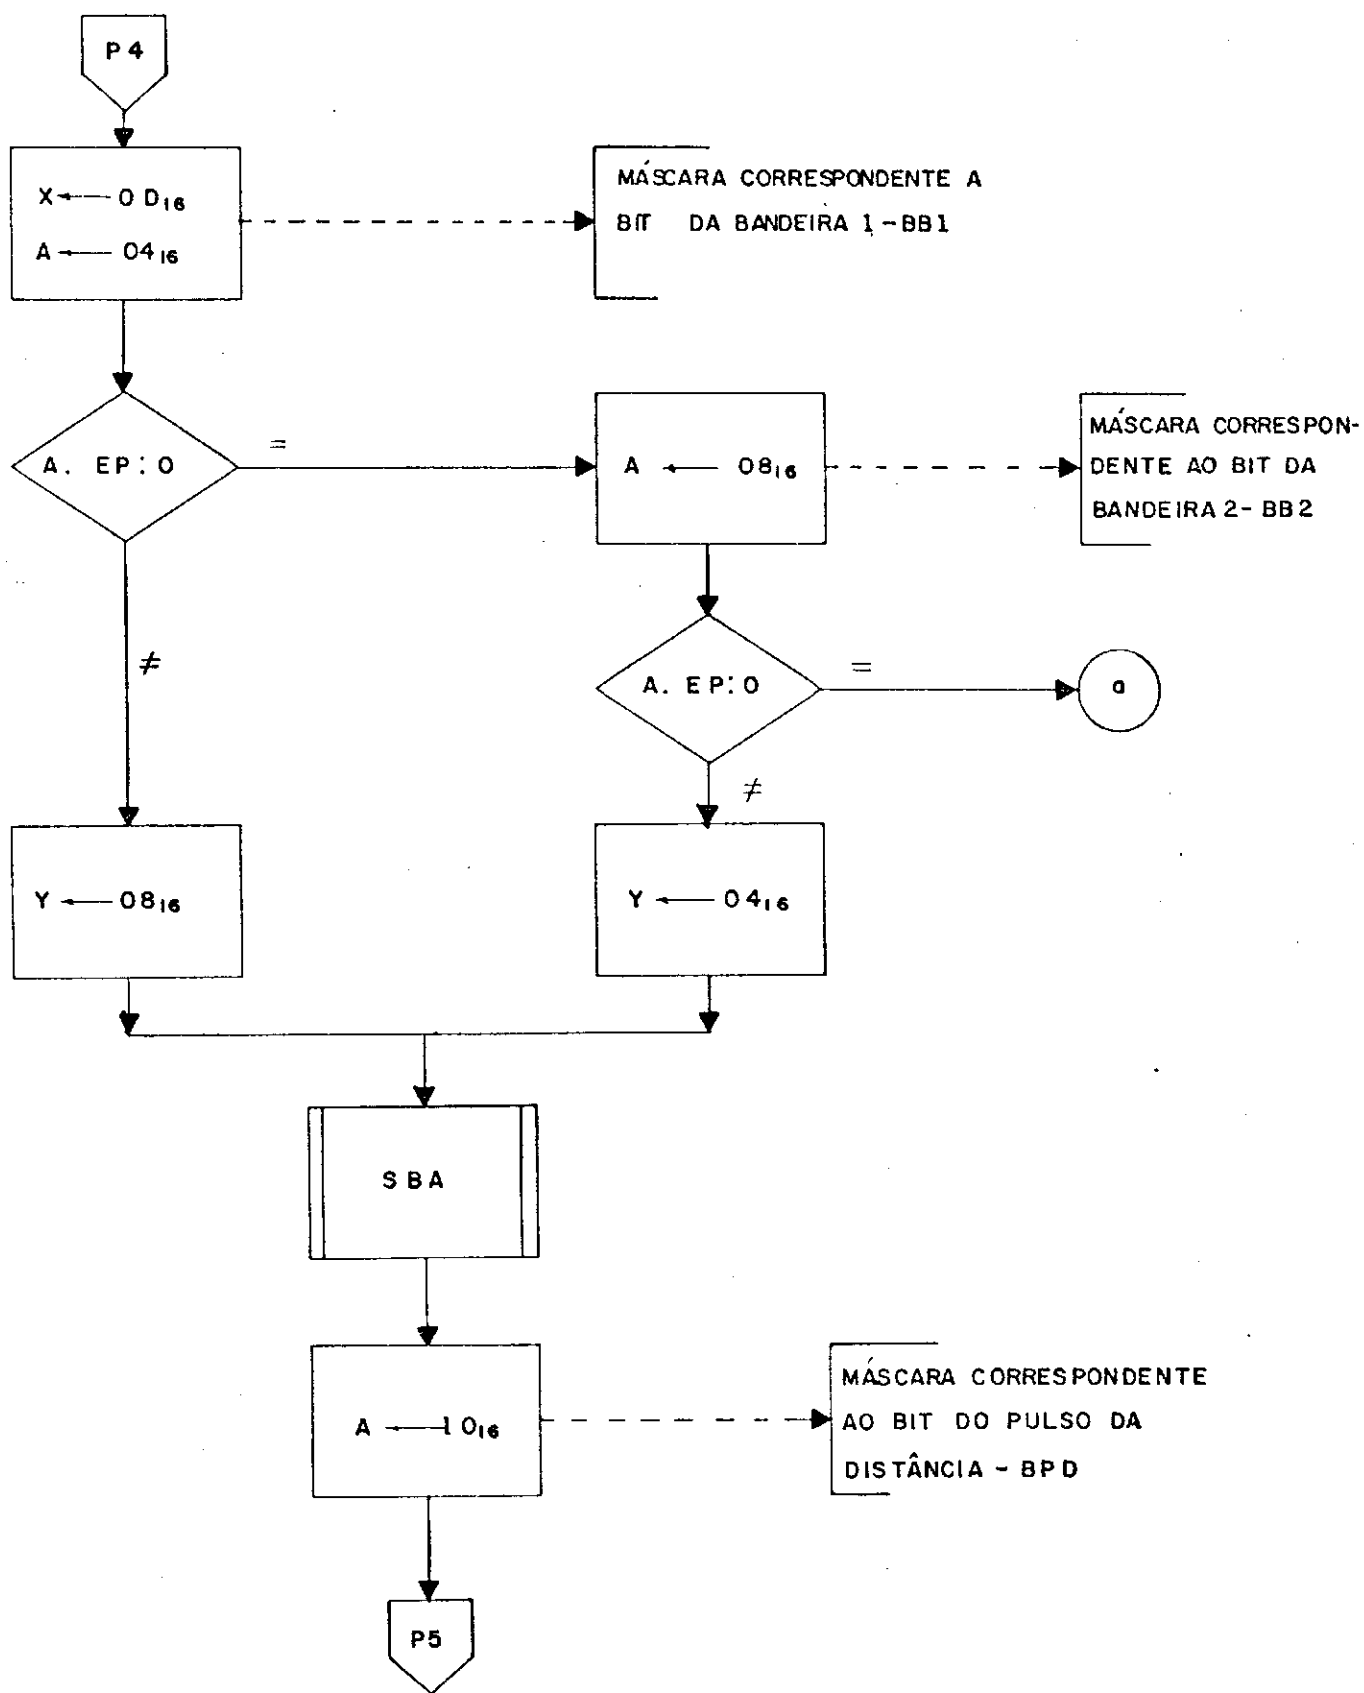 P4
X ← 0D₁₆
A ← 04₁₆
MÁSCARA CORRESPONDENTE A
BIT DA BANDEIRA 1-BB1
A. EP:0
=
A ← 08₁₆
MÁSCARA CORRESPON-
DENTE AO BIT DA
BANDEIRA 2-BB2
≠
A. EP:0
=
a
≠
Y ← 08₁₆
Y ← 04₁₆
SBA
A ← 10₁₆
MÁSCARA CORRESPONDENTE
AO BIT DO PULSO DA
DISTÂNCIA - BPD
P5